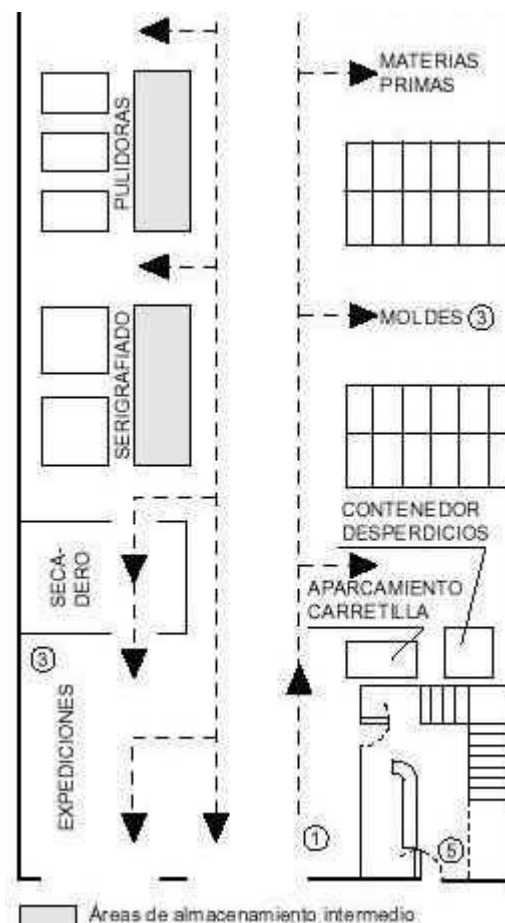 MATERIAS
PRIMAS
PULIDORAS
MOLDES 3
SERIGRAFIADO
CONTENEDOR
DESPERDICIOS
SECA-
DERO
APARCAMIENTO
CARRETILLA
3
EXPEDICIONES
1
5
Áreas de almacenamiento intermedio